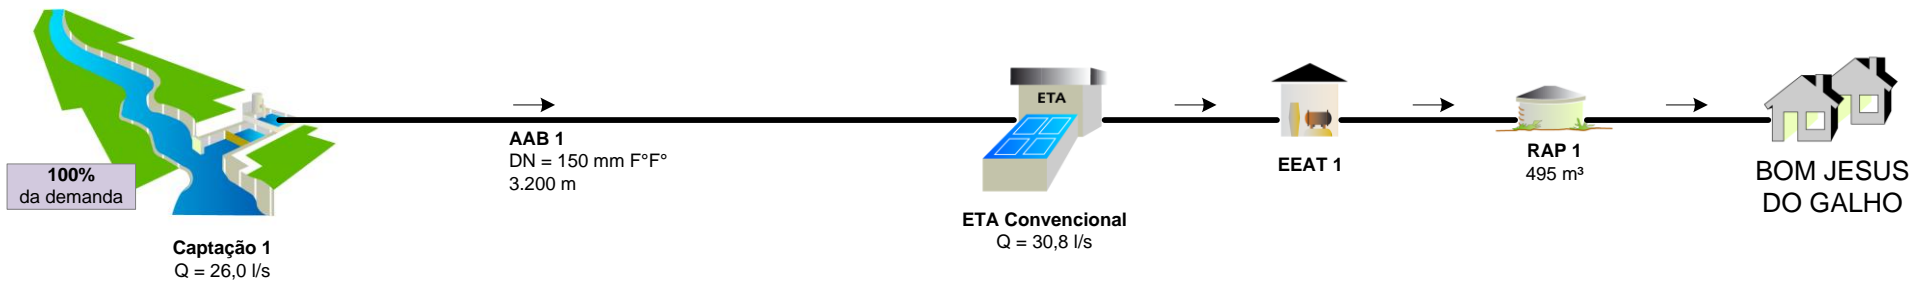 100%
da demanda
Captação 1
Q = 26,0 l/s
AAB 1
DN = 150 mm F°F°
3.200 m
ETA
ETA Convencional
Q = 30,8 l/s
EEAT 1
RAP 1
495 m³
BOM JESUS
DO GALHO